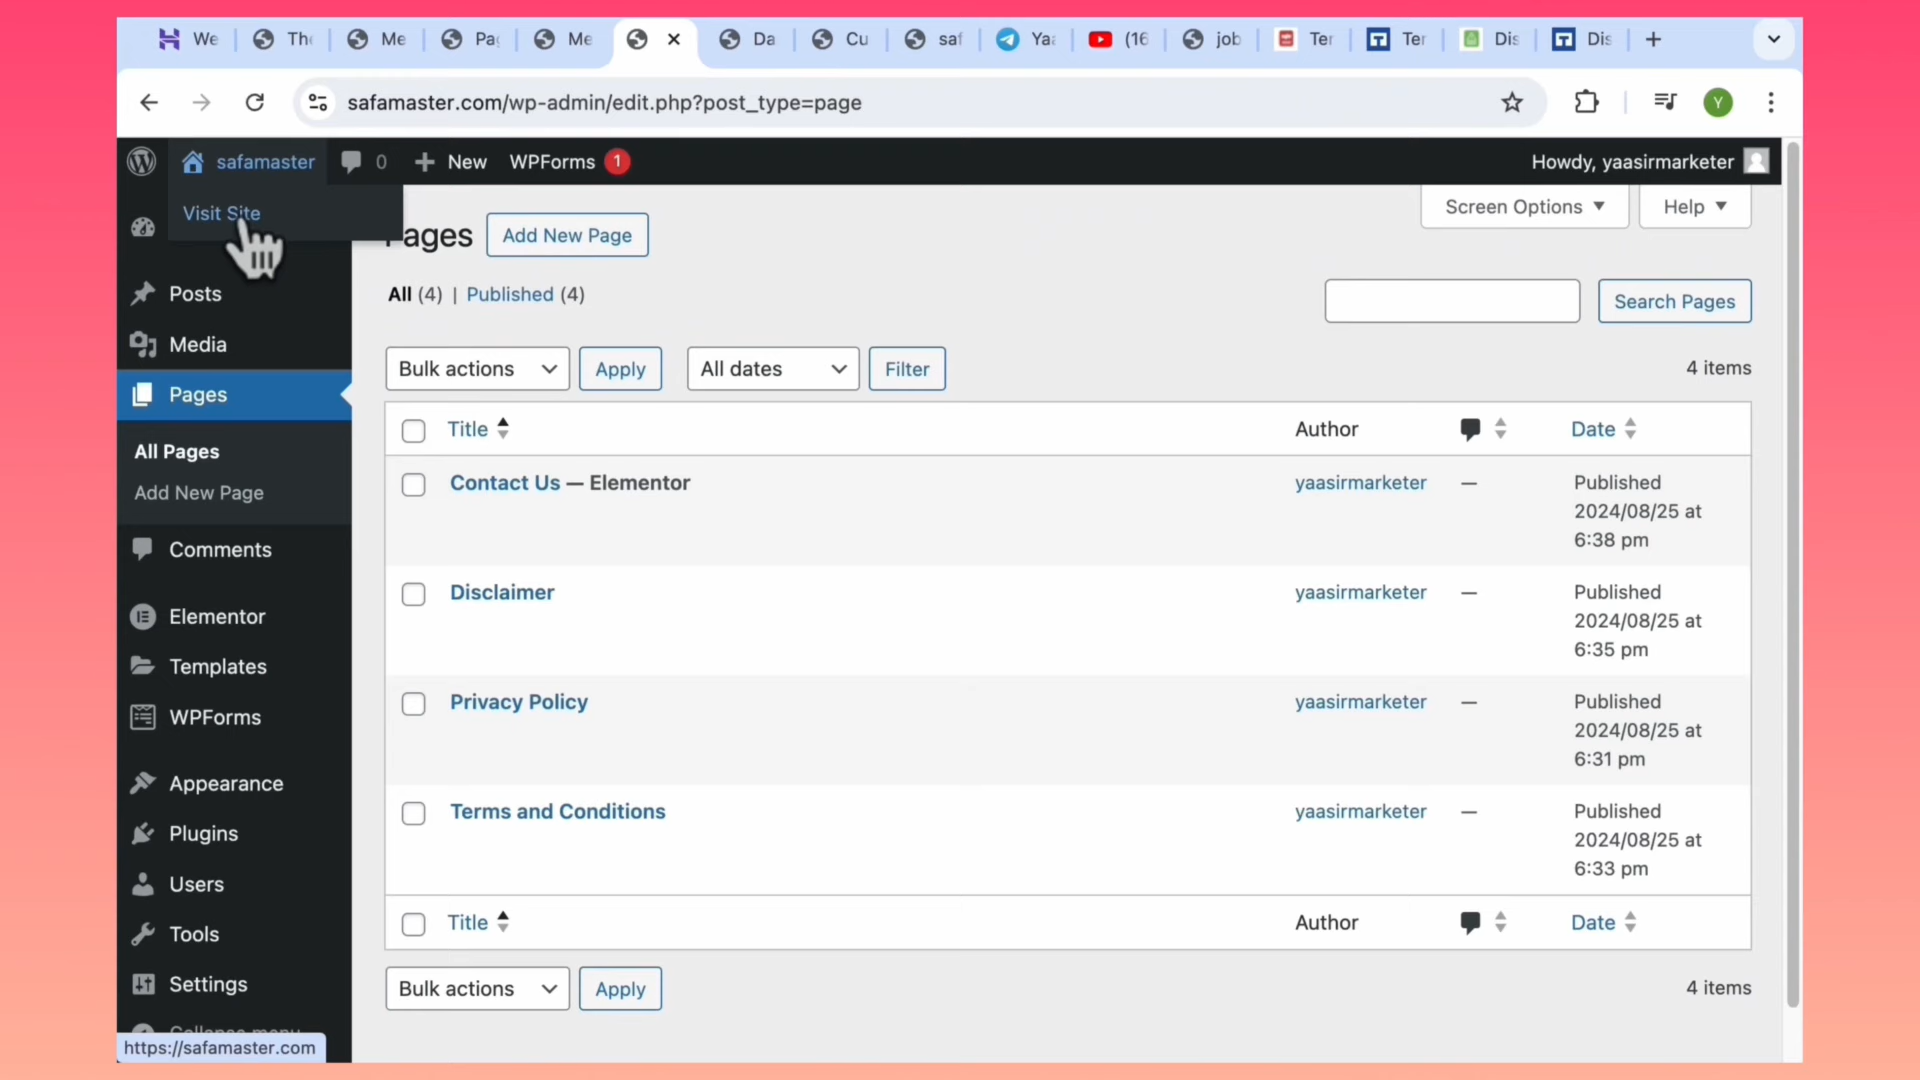 We
The
Me
Pa
Me
Da
Cu
saf
Yaa
(16
job
Ter
Ter
Dis
Dis
safamaster.com/wp-admin/edit.php?post_type=page
safamaster
0
New
WPForms
1
Howdy, yaasirmarketer
Visit Site
Pages
Add New Page
Screen Options
Help
Posts
All (4) | Published (4)
Search Pages
Media
Bulk actions
Apply
All dates
Filter
4 items
Pages
Title
Author
Date
All Pages
Add New Page
Contact Us — Elementor
yaasirmarketer
—
Published
2024/08/25 at
6:38 pm
Comments
Disclaimer
yaasirmarketer
—
Published
2024/08/25 at
6:35 pm
Elementor
Templates
Privacy Policy
yaasirmarketer
—
Published
2024/08/25 at
6:31 pm
WPForms
Appearance
Terms and Conditions
yaasirmarketer
—
Published
2024/08/25 at
6:33 pm
Plugins
Users
Title
Author
Date
Tools
Settings
Bulk actions
Apply
4 items
Collapse menu
https://safamaster.com
Y